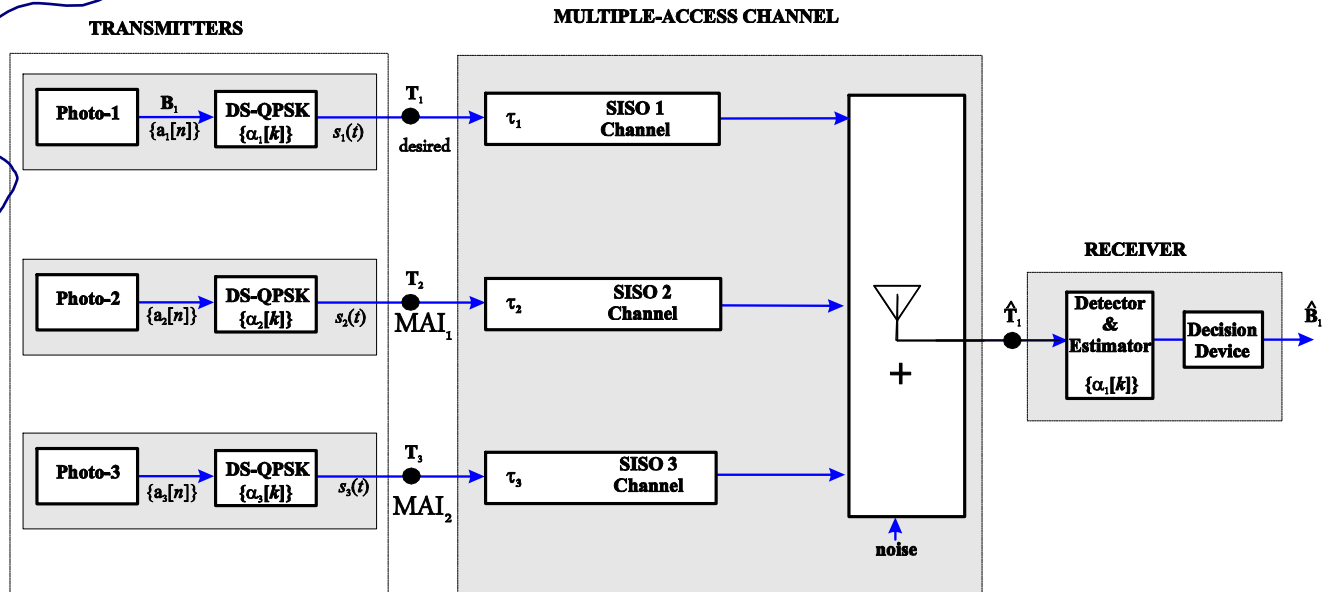 MULTIPLE-ACCESS CHANNEL
TRANSMITTERS
Photo-1
B₁
{a₁[n]}
DS-QPSK
{α₁[k]}
s₁(t)
T₁
desired
τ₁
SISO 1
Channel
Photo-2
{a₂[n]}
DS-QPSK
{α₂[k]}
s₂(t)
T₂
MAI₁
τ₂
SISO 2
Channel
Photo-3
{a₃[n]}
DS-QPSK
{α₃[k]}
s₃(t)
T₃
MAI₂
τ₃
SISO 3
Channel
+
noise
RECEIVER
T̂₁
Detector
&
Estimator
{α₁[k]}
Decision
Device
B̂₁